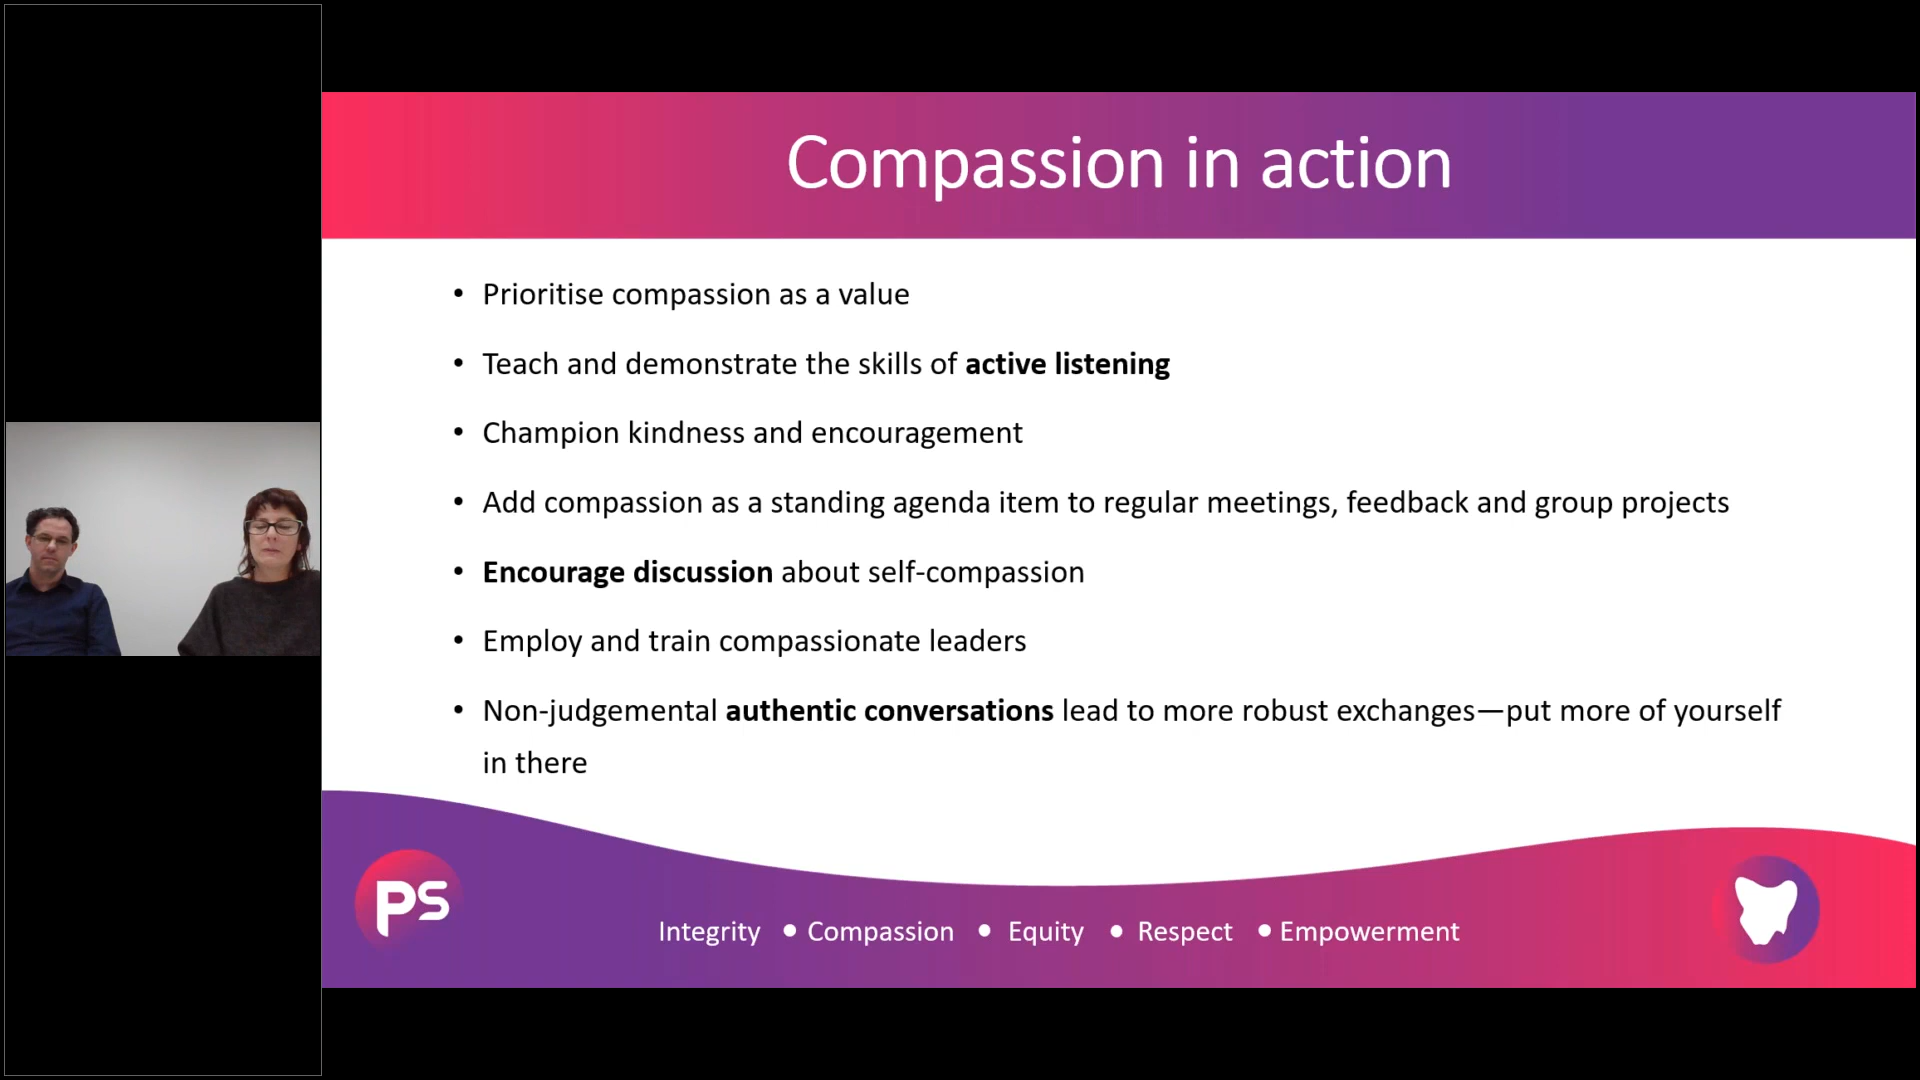 Compassion in action
• Prioritise compassion as a value
• Teach and demonstrate the skills of active listening
• Champion kindness and encouragement
• Add compassion as a standing agenda item to regular meetings, feedback and group projects
• Encourage discussion about self-compassion
• Employ and train compassionate leaders
• Non-judgemental authentic conversations lead to more robust exchanges—put more of yourself
in there
PS
Integrity • Compassion • Equity • Respect • Empowerment